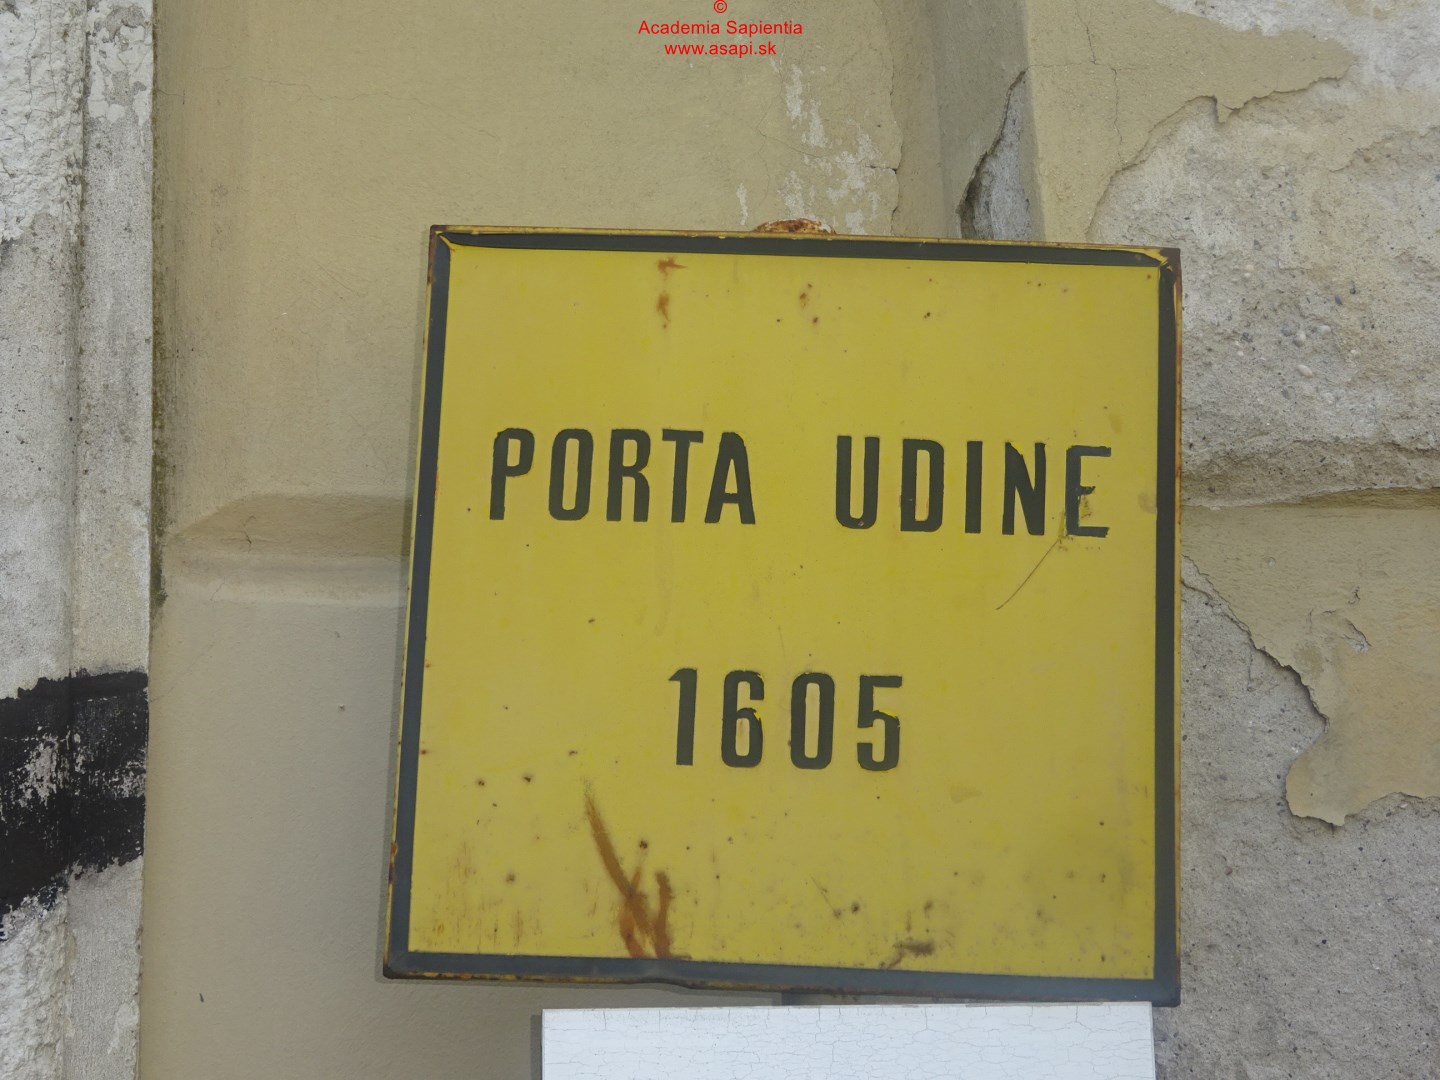 ©
Academia Sapientia
www.asapi.sk
PORTA UDINE
1605